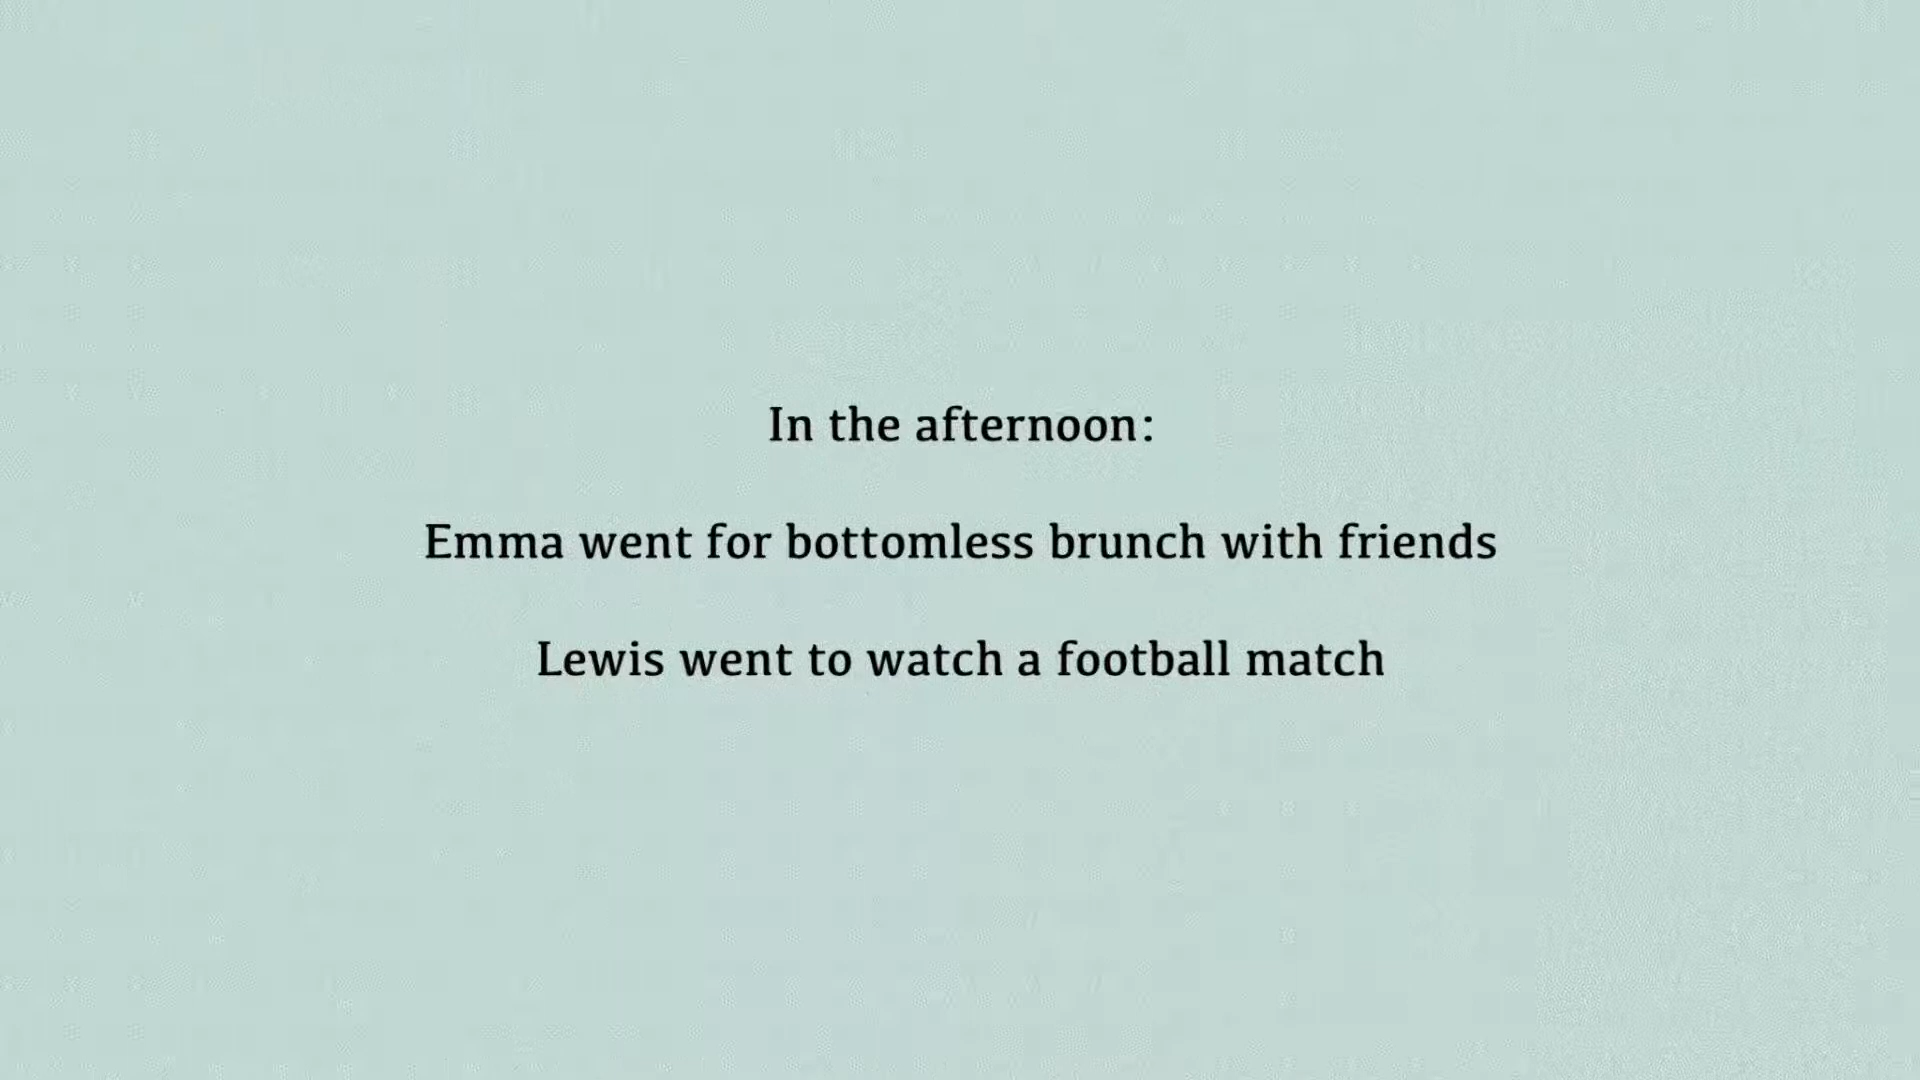 In the afternoon:
Emma went for bottomless brunch with friends
Lewis went to watch a football match